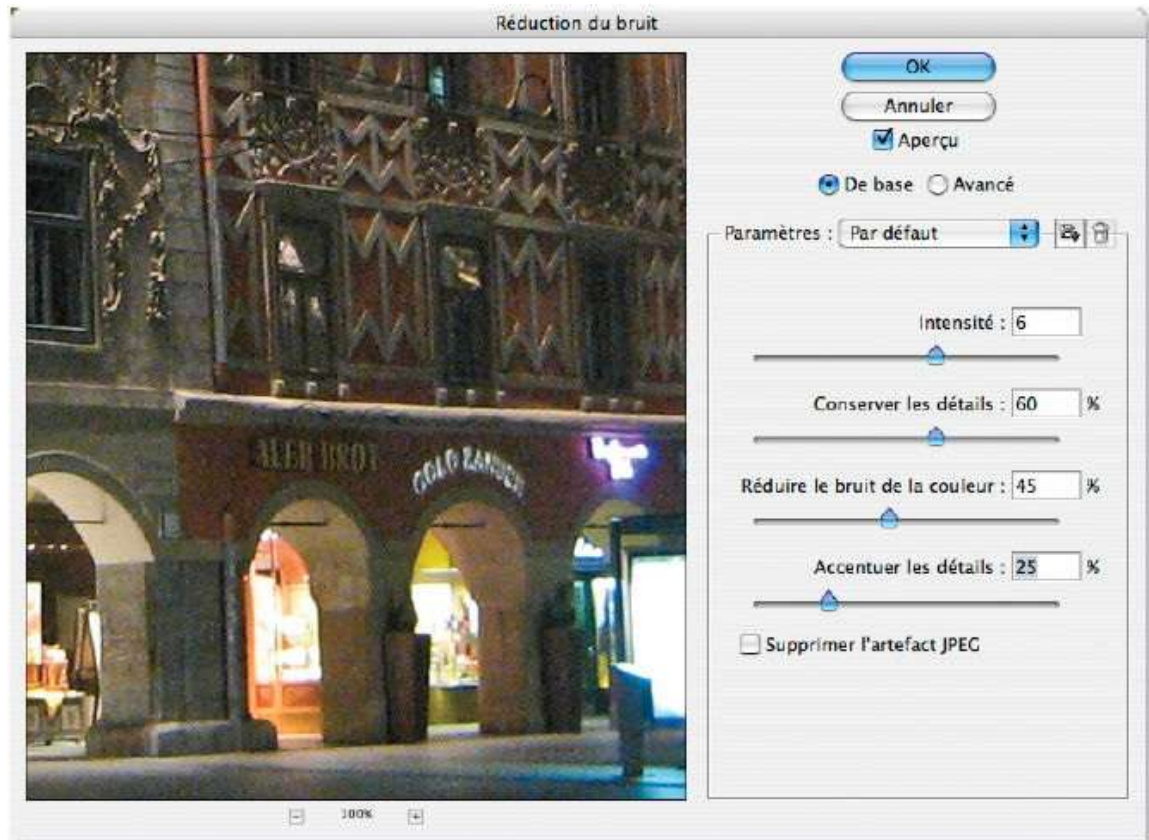 Réduction du bruit
OK
Annuler
Aperçu
De base Avancé
Paramètres : Par défaut
Intensité : 6
Conserver les détails : 60 %
Réduire le bruit de la couleur : 45 %
Accentuer les détails : 25 %
Supprimer l'artefact JPEG
BROT
100%